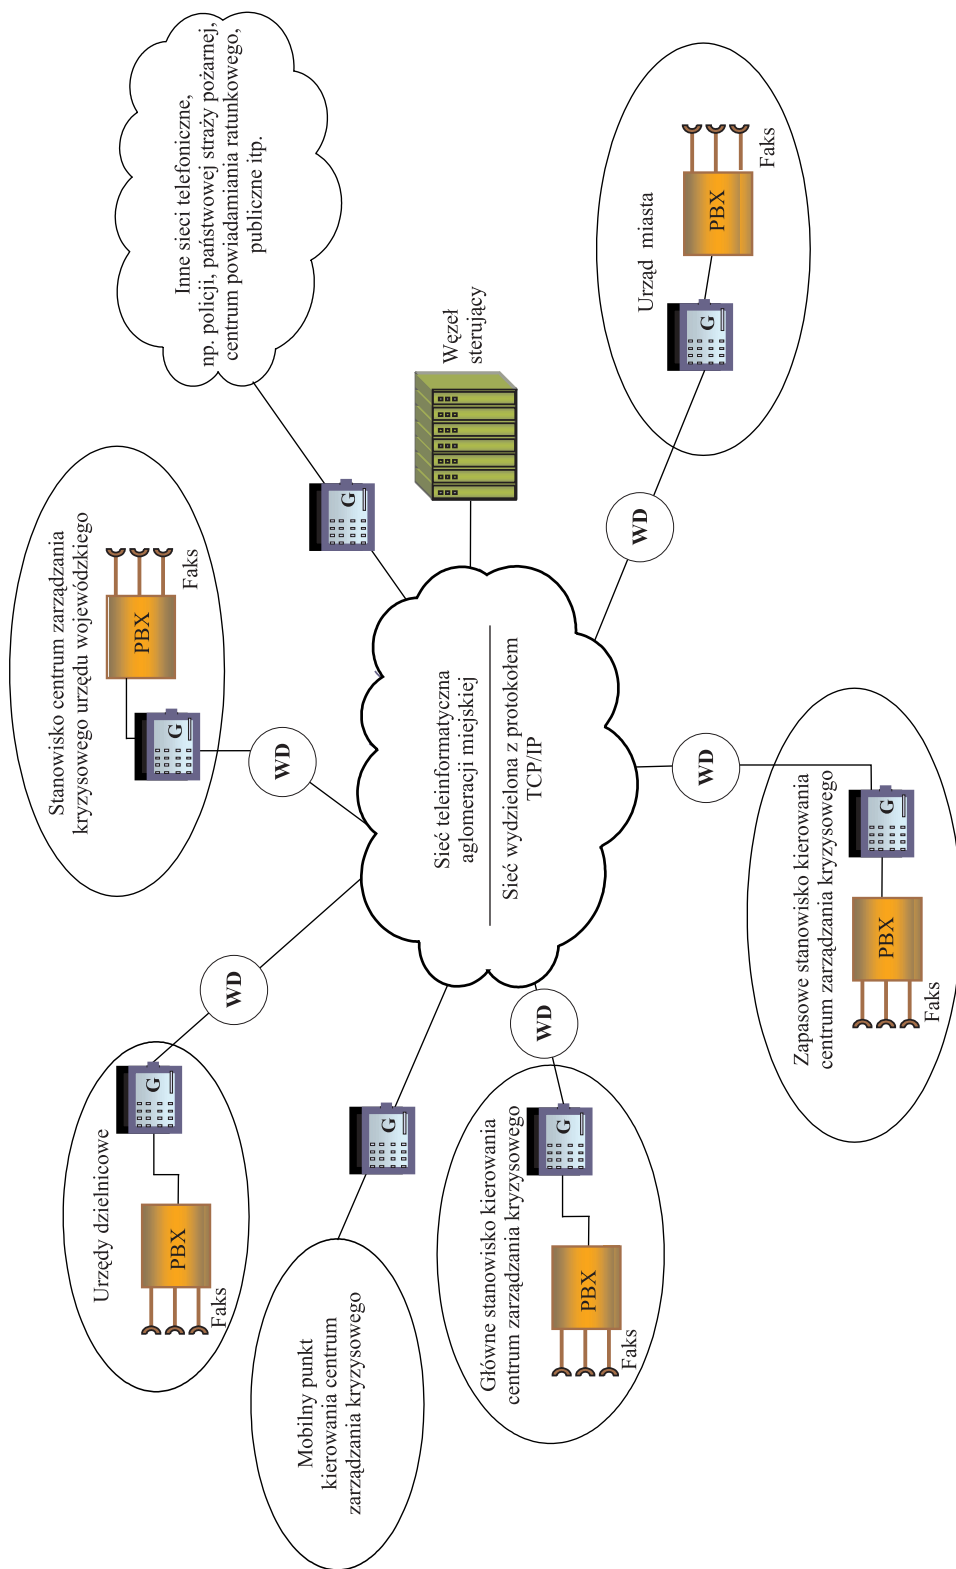 Urzędy dzielnicowe
G
PBX
Faks
WD
Stanowisko centrum zarządzania
kryzysowego urzędu wojewódzkiego
G
PBX
Faks
WD
Inne sieci telefoniczne,
np. policji, państwowej straży pożarnej,
centrum powiadamiania ratunkowego,
publiczne itp.
G
Mobilny punkt
kierowania centrum
zarządzania kryzysowego
G
Sieć teleinformatyczna
aglomeracji miejskiej
Sieć wydzielona z protokołem
TCP/IP
Węzeł
sterujący
Główne stanowisko kierowania
centrum zarządzania kryzysowego
G
PBX
Faks
WD
Zapasowe stanowisko kierowania
centrum zarządzania kryzysowego
G
PBX
Faks
WD
Urząd miasta
G
PBX
Faks
WD